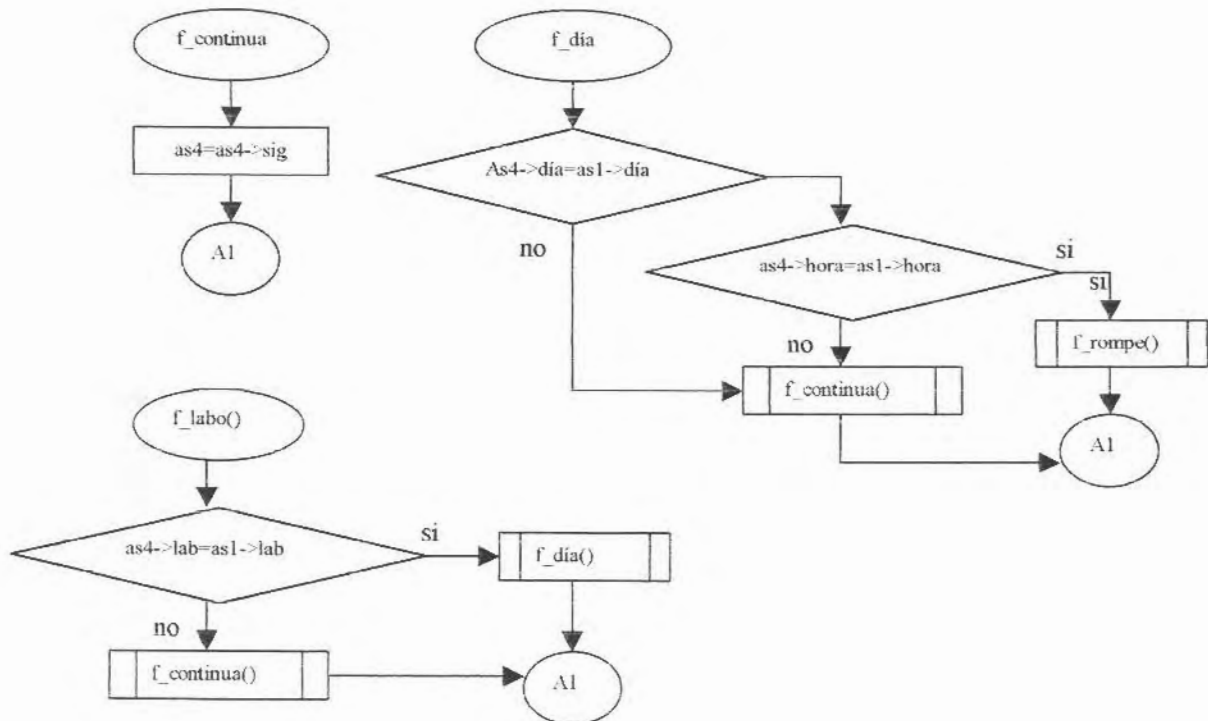 f_continua
as4=as4->sig
A1
f_día
As4->día=as1->día
no
as4->hora=as1->hora
si
si
no
f_rompe()
f_continua()
A1
f_labo()
as4->lab=as1->lab
si
f_día()
no
f_continua()
A1